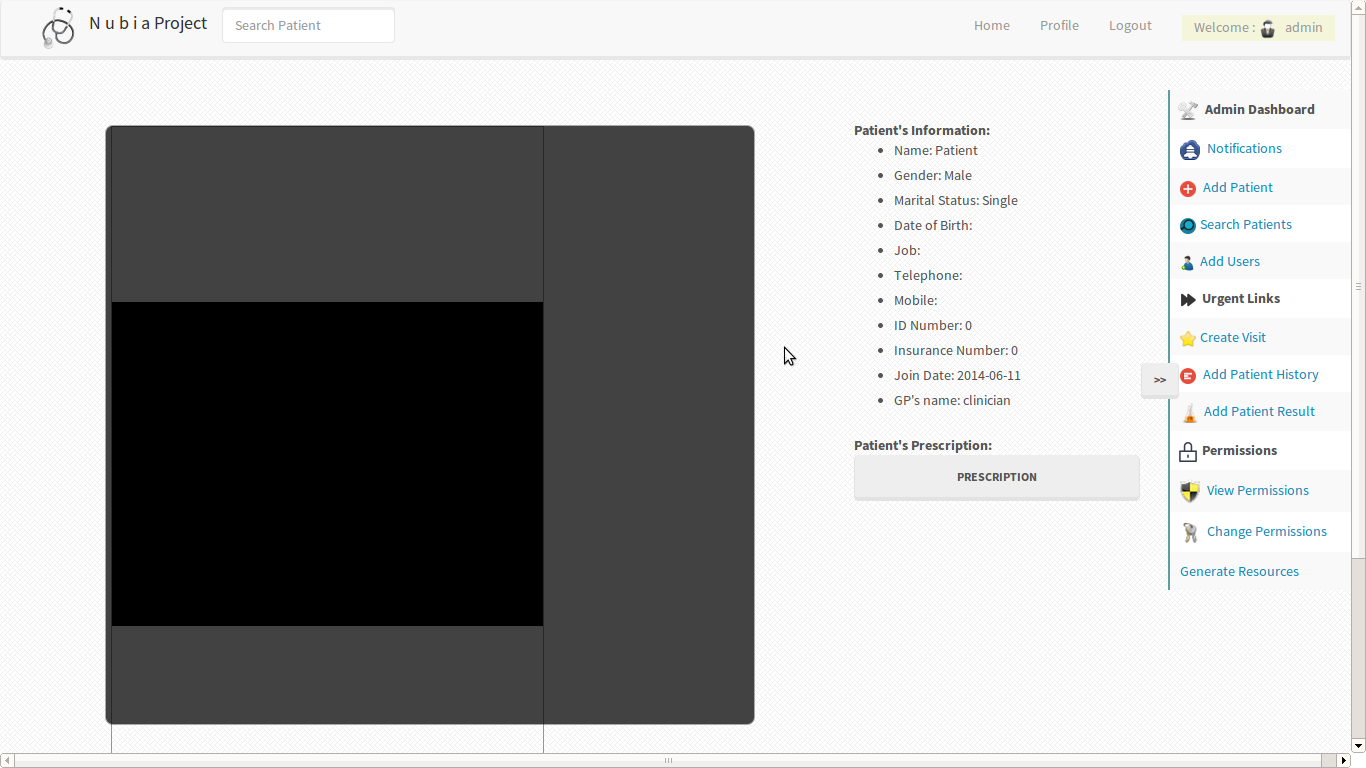 N u b i a Project
Search Patient
Home
Profile
Logout
Welcome : admin
Patient's Information:
Name: Patient
Gender: Male
Marital Status: Single
Date of Birth:
Job:
Telephone:
Mobile:
ID Number: 0
Insurance Number: 0
Join Date: 2014-06-11
GP's name: clinician
Patient's Prescription:
PRESCRIPTION
>>
Admin Dashboard
Notifications
Add Patient
Search Patients
Add Users
Urgent Links
Create Visit
Add Patient History
Add Patient Result
Permissions
View Permissions
Change Permissions
Generate Resources